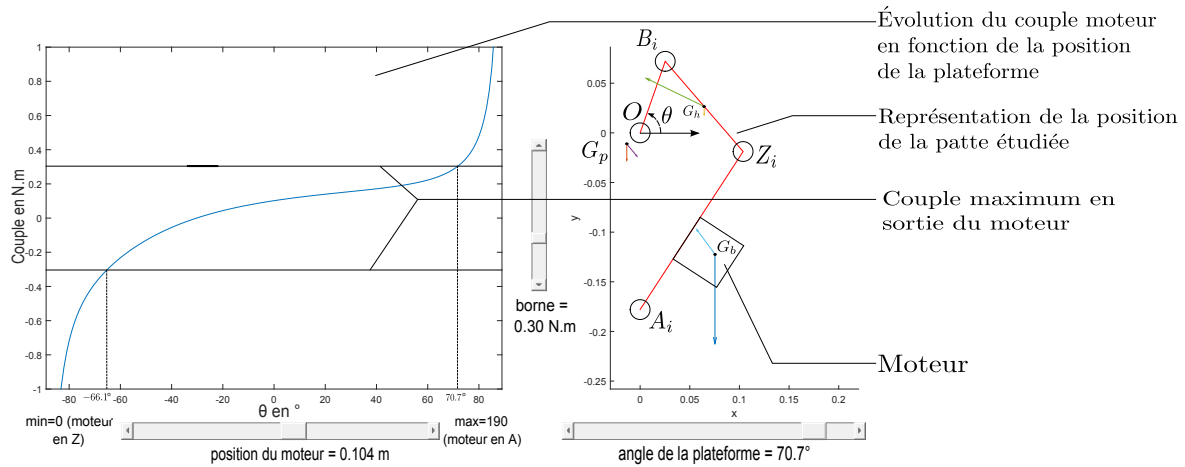 Évolution du couple moteur
en fonction de la position
de la plateforme
Représentation de la position
de la patte étudiée
Couple maximum en
sortie du moteur
Moteur
Couple en N.m
1
0.8
0.6
0.4
0.2
0
-0.2
-0.4
-0.6
-0.8
-1
-80
-66.1°
-60
-40
-20
0
20
40
60
70.7°
80
θ en °
borne =
0.30 N.m
min=0 (moteur
en Z)
max=190
(moteur en A)
position du moteur = 0.104 m
y
0.05
0
-0.05
-0.1
-0.15
-0.2
-0.25
0
0.05
0.1
0.15
0.2
x
B_i
O
θ
G_h
G_p
Z_i
G_b
A_i
angle de la plateforme = 70.7°